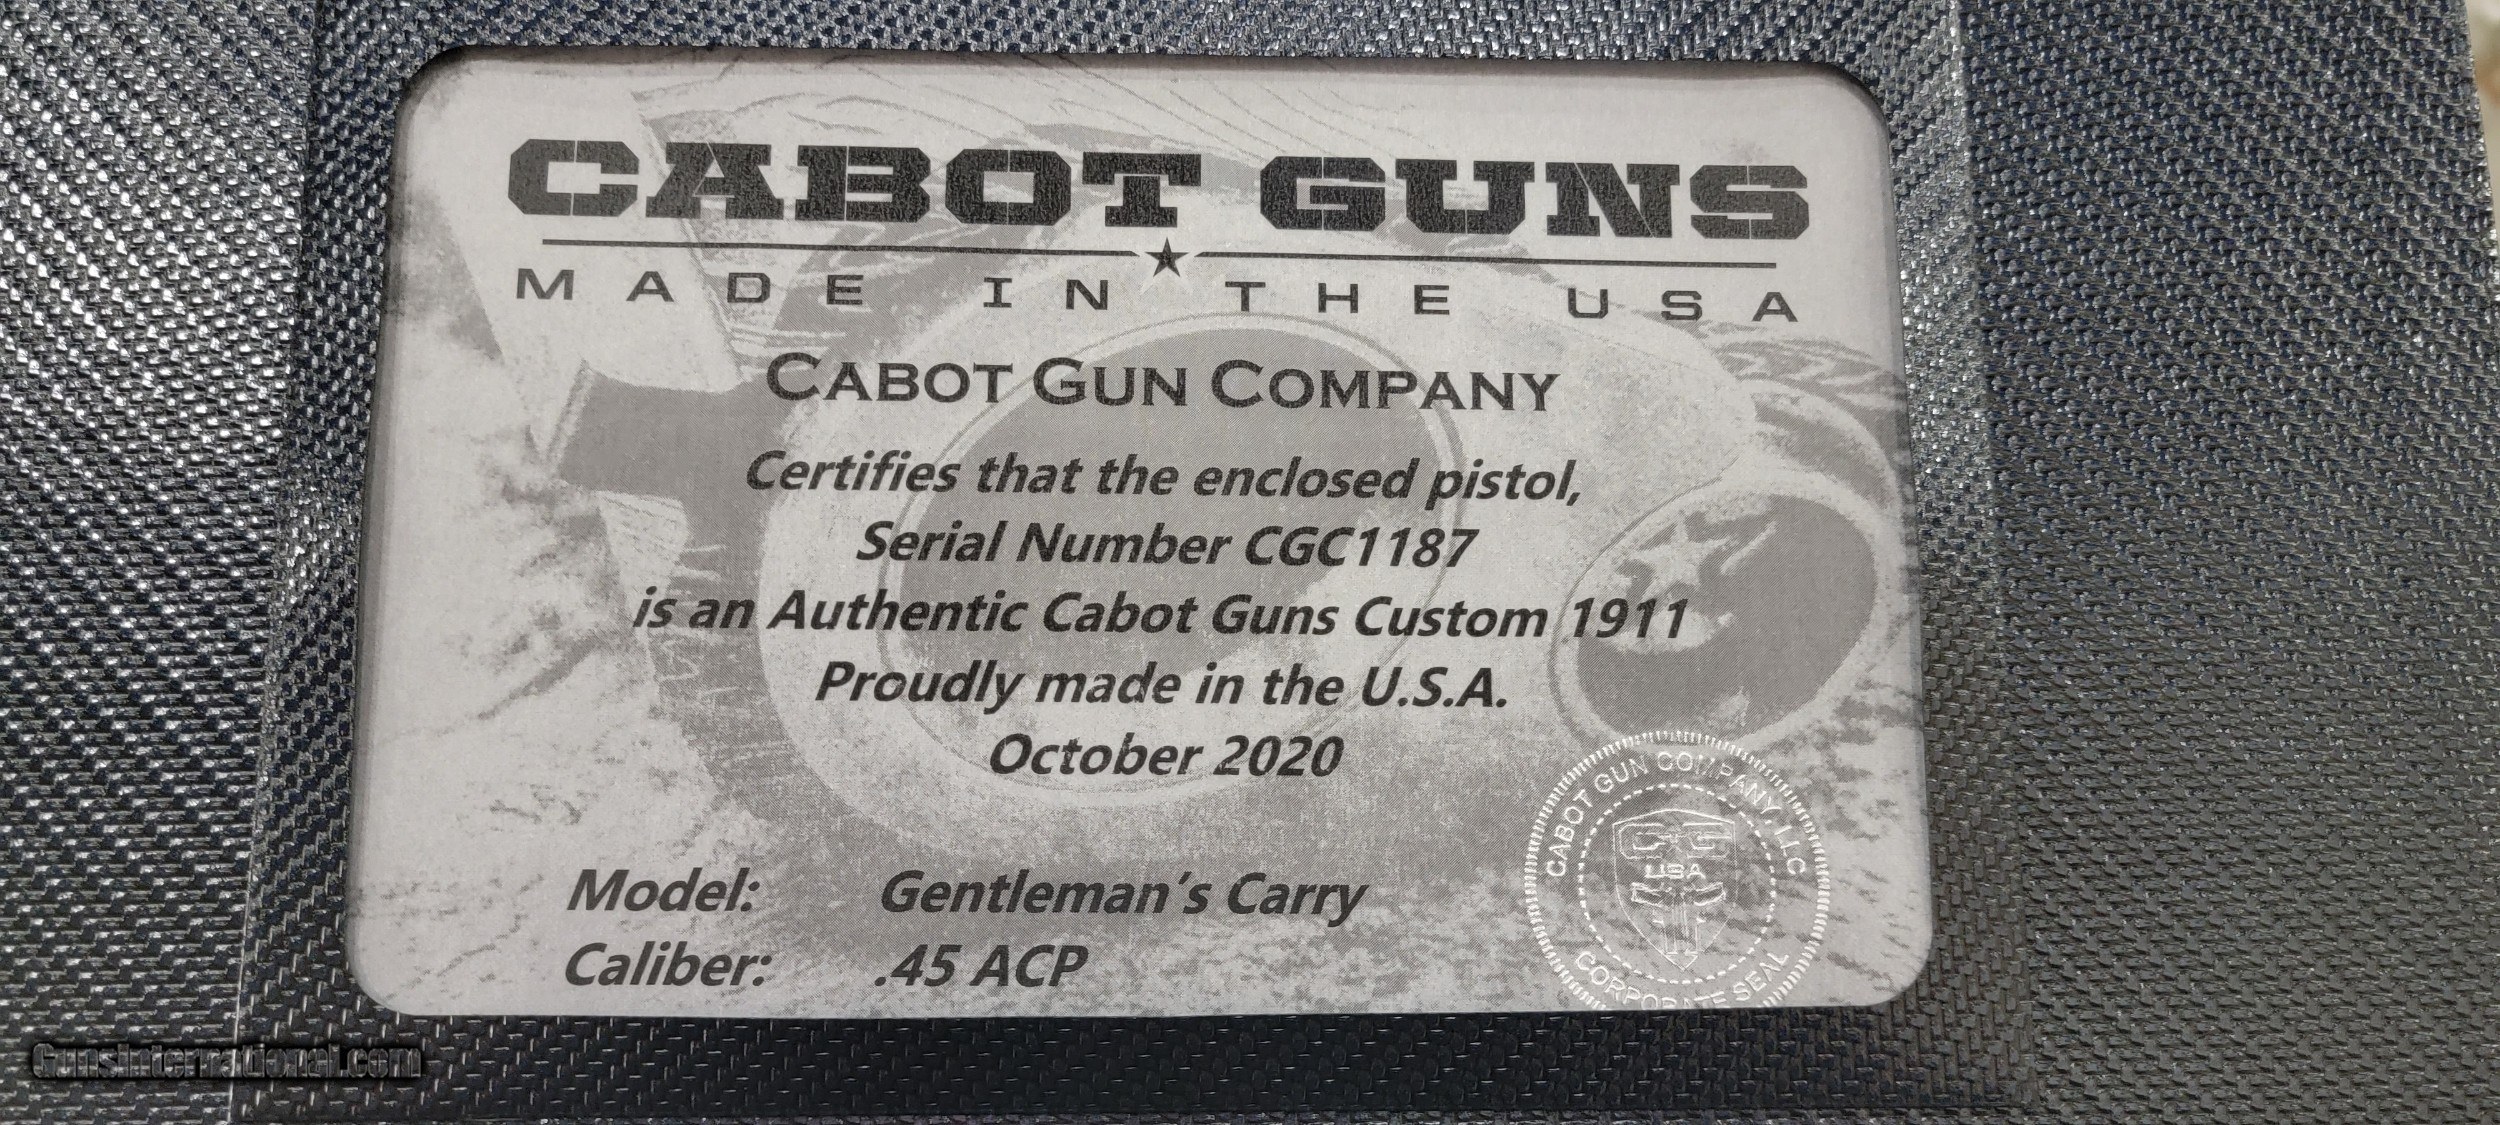 CABOT GUNS
MADE IN THE USA
CABOT GUN COMPANY
Certifies that the enclosed pistol,
Serial Number CGC1187
is an Authentic Cabot Guns Custom 1911
Proudly made in the U.S.A.
October 2020
Model: Gentleman's Carry
Caliber: .45 ACP
CABOT GUN COMPANY, LLC
CGC
USA
CORPORATE SEAL
GunsInternational.com